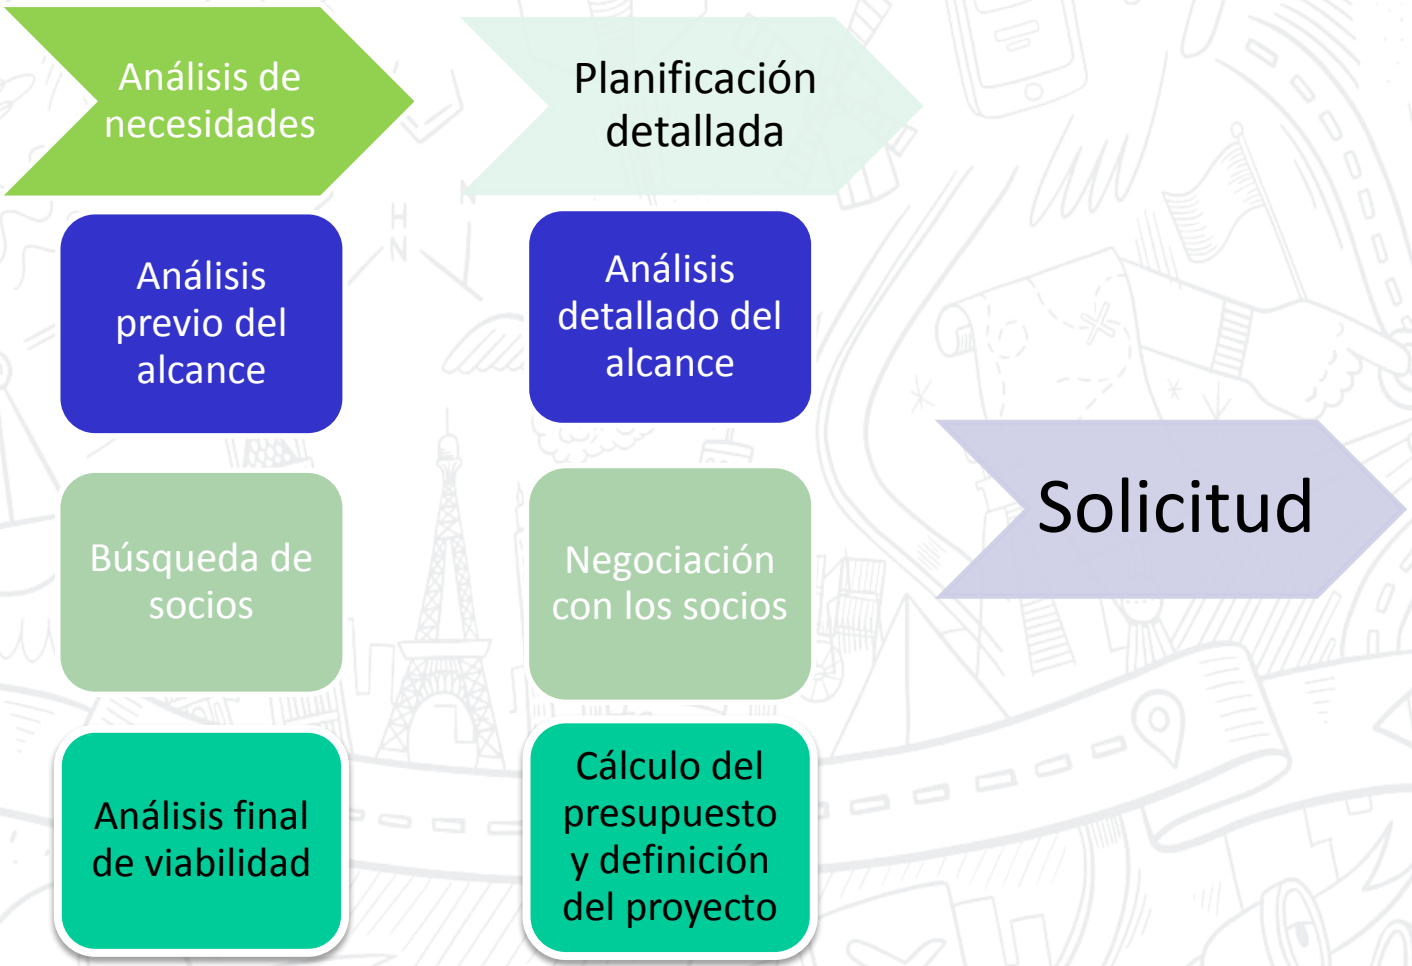 Análisis de
necesidades
Análisis
previo del
alcance
Búsqueda de
socios
Análisis final
de viabilidad
Planificación
detallada
Análisis
detallado del
alcance
Negociación
con los socios
Cálculo del
presupuesto
y definición
del proyecto
Solicitud
H
N
N